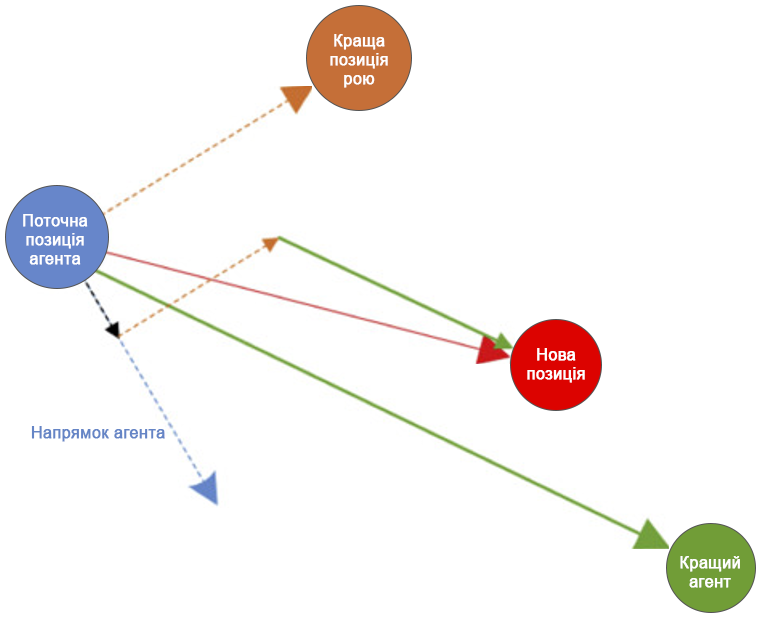 Краща
позиція
рою
Поточна
позиція
агента
Нова
позиція
Напрямок агента
Кращий
агент